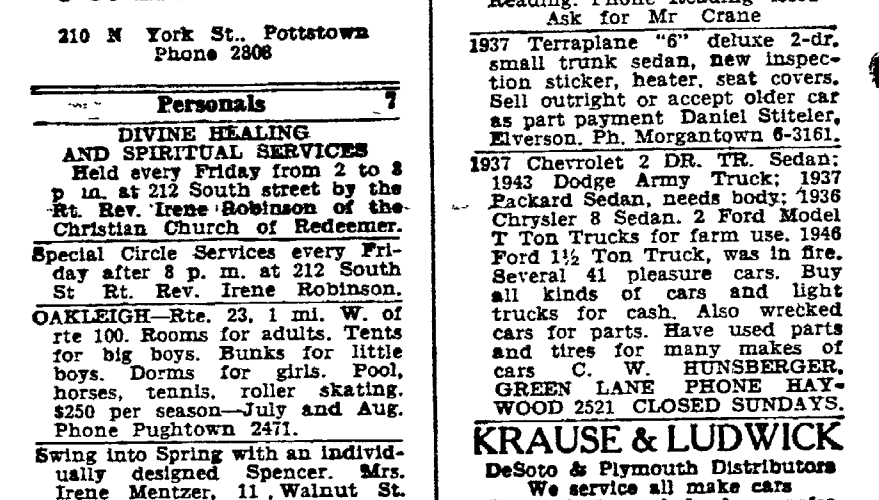 210 N York St., Pottstown
Phone 2808
Personals 7
DIVINE HEALING
AND SPIRITUAL SERVICES
Held every Friday from 2 to 8
p m. at 212 South street by the
Rt. Rev. Irene Robinson of the
Christian Church of Redeemer.
Special Circle Services every Fri-
day after 8 p. m. at 212 South
St Rt. Rev. Irene Robinson.
OAKLEIGH—Rte. 23, 1 mi. W. of
rte 100. Rooms for adults. Tents
for big boys. Bunks for little
boys. Dorms for girls. Pool,
horses, tennis, roller skating.
$250 per season—July and Aug.
Phone Pughtown 2471.
Swing into Spring with an individ-
ually designed Spencer. Mrs.
Irene Mentzer, 11 Walnut St.
Reading. Phone Reading
Ask for Mr Crane
1937 Terraplane "6" deluxe 2-dr.
small trunk sedan, new inspec-
tion sticker, heater, seat covers.
Sell outright or accept older car
as part payment Daniel Stiteler,
Elverson. Ph. Morgantown 6-3161.
1937 Chevrolet 2 DR. TR. Sedan;
1943 Dodge Army Truck; 1937
Packard Sedan, needs body; 1936
Chrysler 8 Sedan. 2 Ford Model
T Ton Trucks for farm use. 1946
Ford 1½ Ton Truck, was in fire.
Several 41 pleasure cars. Buy
all kinds of cars and light
trucks for cash. Also wrecked
cars for parts. Have used parts
and tires for many makes of
cars C. W. HUNSBERGER,
GREEN LANE PHONE HAY-
WOOD 2521 CLOSED SUNDAYS.
KRAUSE & LUDWICK
DeSoto & Plymouth Distributors
We service all make cars